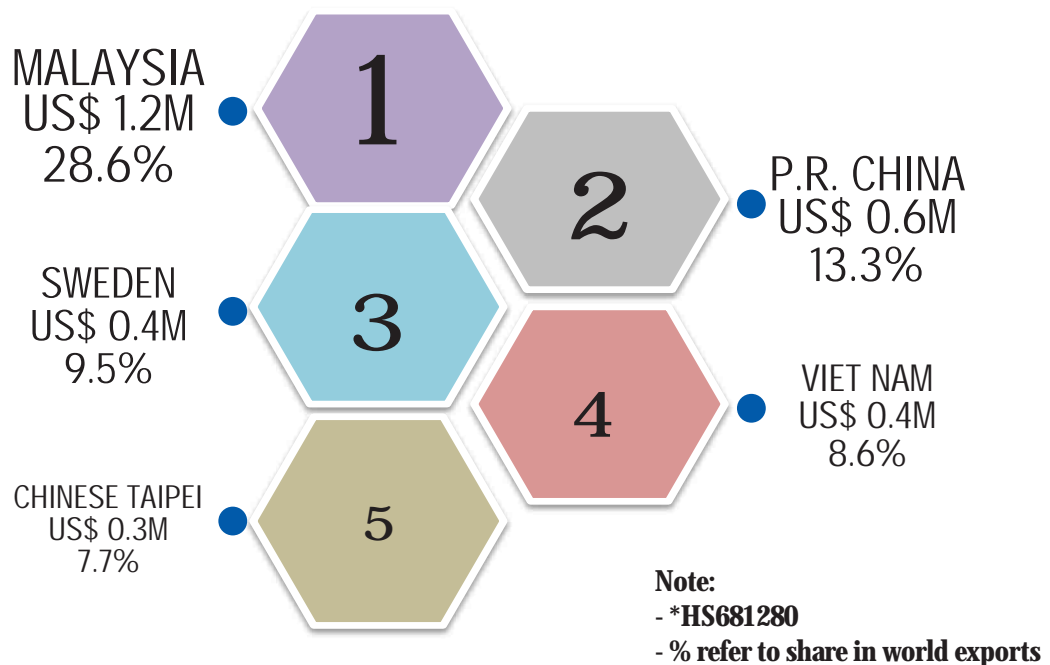 1
MALAYSIA
US$ 1.2M
28.6%
2
P.R. CHINA
US$ 0.6M
13.3%
3
SWEDEN
US$ 0.4M
9.5%
4
VIET NAM
US$ 0.4M
8.6%
5
CHINESE TAIPEI
US$ 0.3M
7.7%
Note:
- *HS681280
- % refer to share in world exports